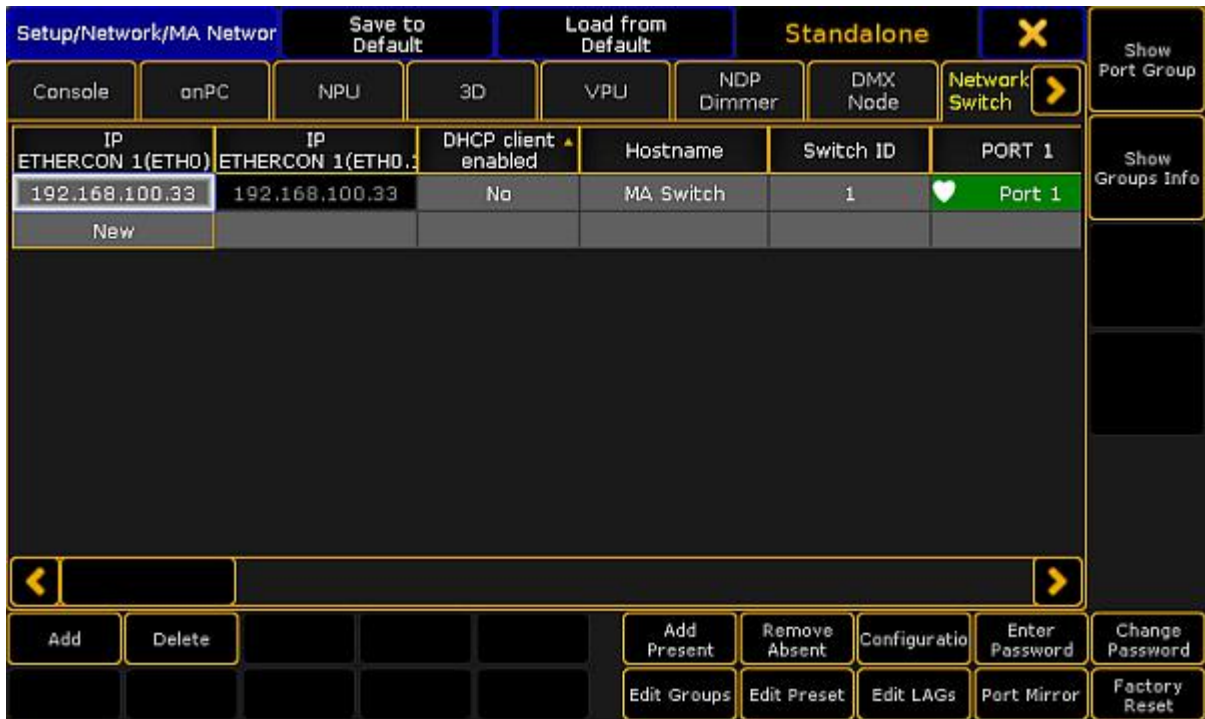 Setup/Network/MA Networ
Save to
Default
Load from
Default
Standalone
Show
Port Group
Console
onPC
NPU
3D
VPU
NDP
Dimmer
DMX
Node
Network
Switch
IP
ETHERCON 1(ETH0)
IP
ETHERCON 1(ETH0.1
DHCP client
enabled
Hostname
Switch ID
PORT 1
Show
Groups Info
192.168.100.33
192.168.100.33
No
MA Switch
1
Port 1
New
Add
Delete
Add
Present
Remove
Absent
Configuratio
Enter
Password
Change
Password
Edit Groups
Edit Preset
Edit LAGs
Port Mirror
Factory
Reset